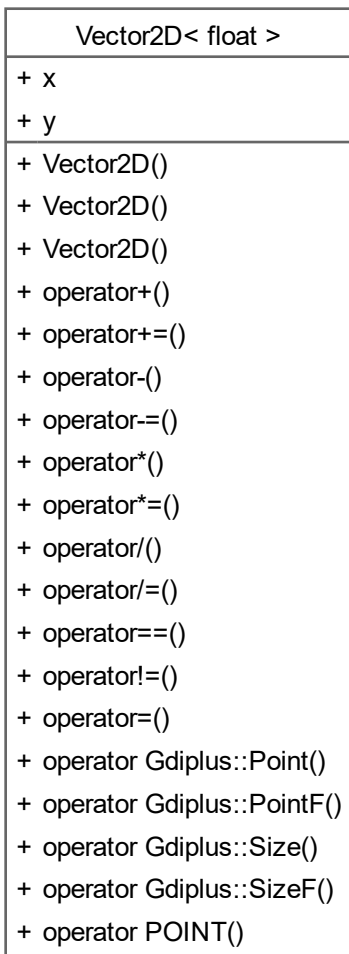 Vector2D< float >
+ x
+ y
+ Vector2D()
+ Vector2D()
+ Vector2D()
+ operator+()
+ operator+=()
+ operator-()
+ operator-=()
+ operator*()
+ operator*=()
+ operator/()
+ operator/=()
+ operator==()
+ operator!=()
+ operator=()
+ operator Gdiplus::Point()
+ operator Gdiplus::PointF()
+ operator Gdiplus::Size()
+ operator Gdiplus::SizeF()
+ operator POINT()